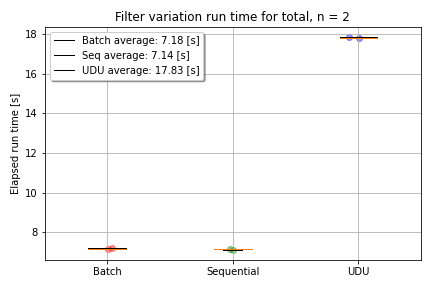 Filter variation run time for total, n = 2
Elapsed run time [s]
18
16
14
12
10
8
Batch average: 7.18 [s]
Seq average: 7.14 [s]
UDU average: 17.83 [s]
Batch
Sequential
UDU